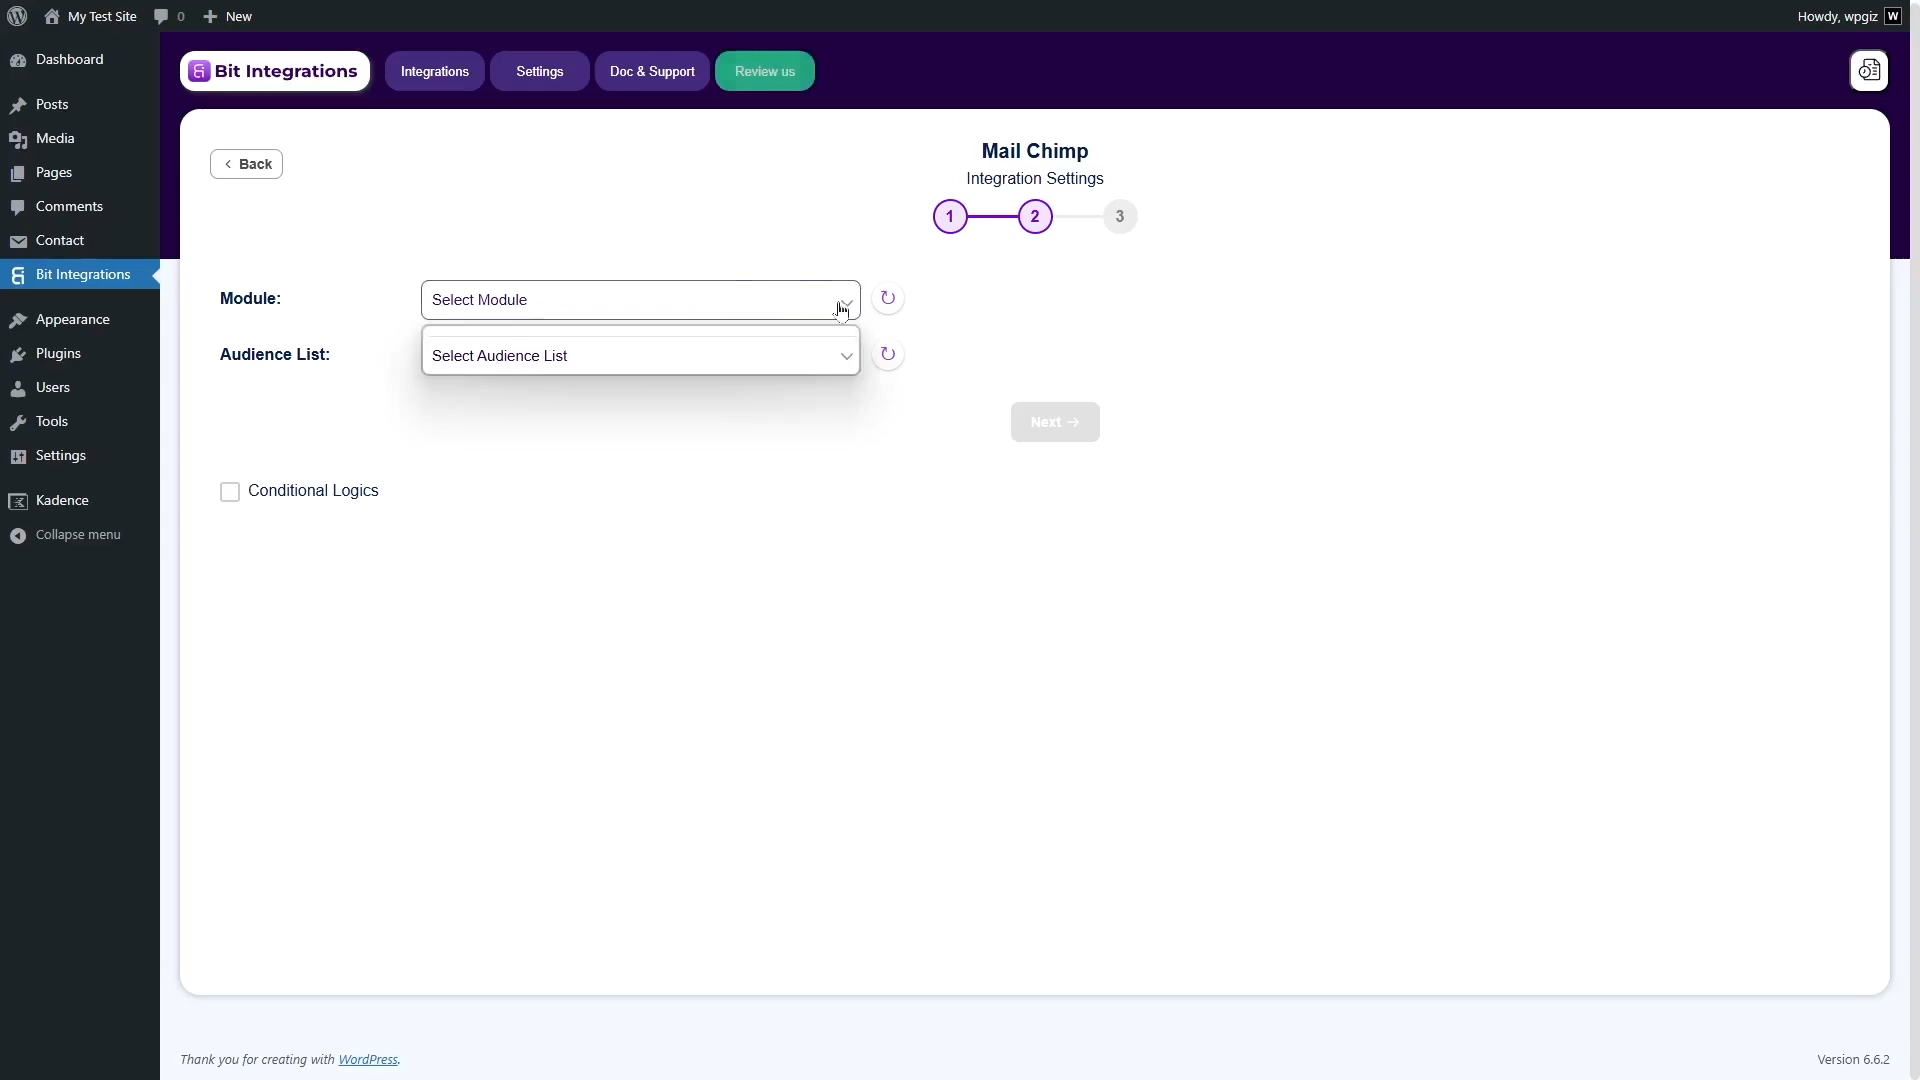 My Test Site
0
New
Howdy, wpgiz
W
Dashboard
Posts
Media
Pages
Comments
Contact
Bit Integrations
Appearance
Plugins
Users
Tools
Settings
Kadence
Collapse menu
Bit Integrations
Integrations
Settings
Doc & Support
Review us
Back
Mail Chimp
Integration Settings
1
2
3
Module:
Select Module
Audience List:
Select Audience List
Next →
Conditional Logics
Thank you for creating with WordPress.
Version 6.6.2